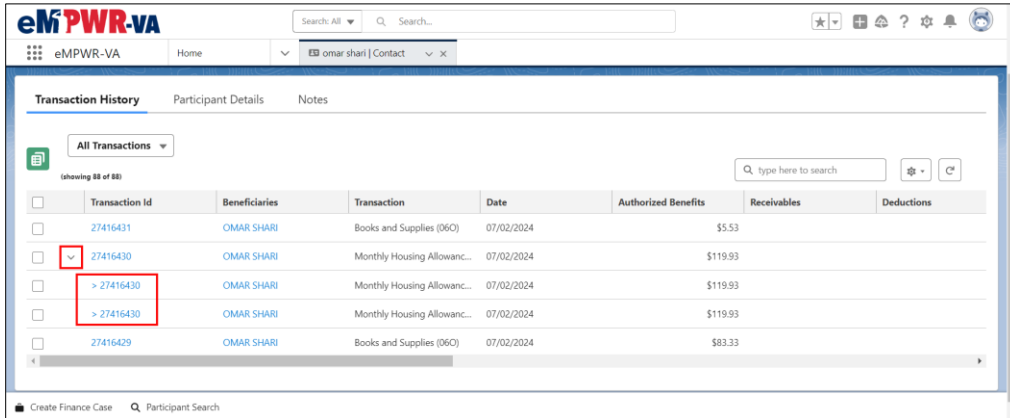 eMPWR-VA
Search: All
Search...
eMPWR-VA
Home
omar shari | Contact
Transaction History Participant Details Notes
All Transactions
(showing 88 of 88)
type here to search
Transaction Id Beneficiaries Transaction Date Authorized Benefits Receivables Deductions
27416431 OMAR SHARI Books and Supplies (06O) 07/02/2024 $5.53
27416430 OMAR SHARI Monthly Housing Allowanc... 07/02/2024 $119.93
> 27416430 OMAR SHARI Monthly Housing Allowanc... 07/02/2024 $119.93
> 27416430 OMAR SHARI Monthly Housing Allowanc... 07/02/2024 $119.93
27416429 OMAR SHARI Books and Supplies (06O) 07/02/2024 $83.33
Create Finance Case Participant Search